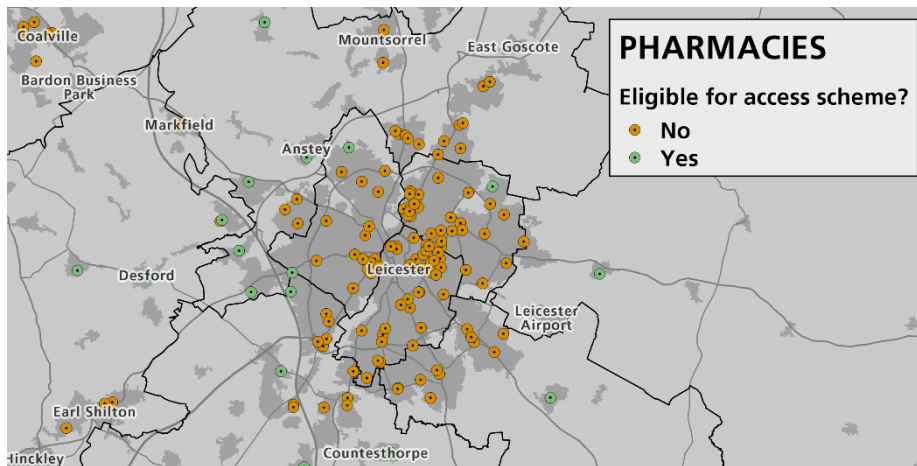 PHARMACIES
Eligible for access scheme?
No
Yes
Coalville
Mountsorrel
East Goscote
Bardon Business
Park
Markfield
Anstey
Desford
Leicester
Leicester
Airport
Earl Shilton
Hinckley
Countesthorpe